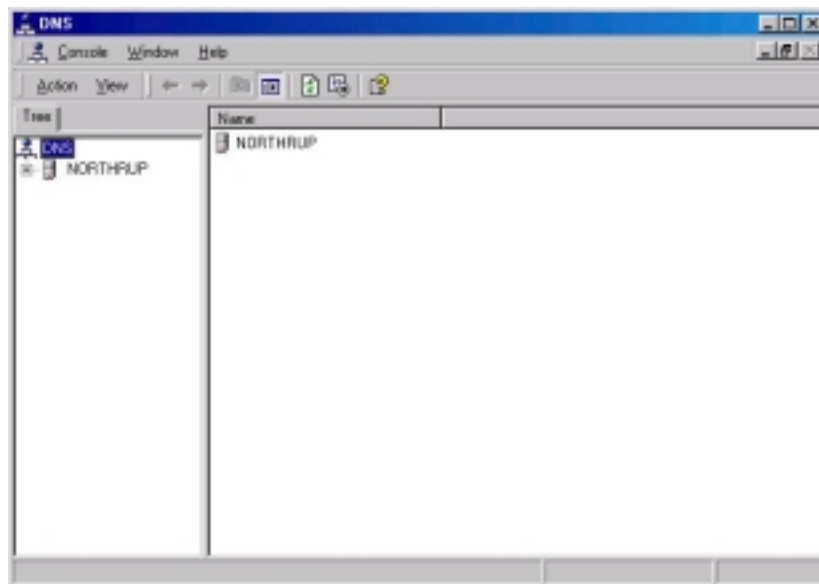 DNS
Console Window Help
Action View
Tree
Name
DNS
NORTHRUP
NORTHRUP